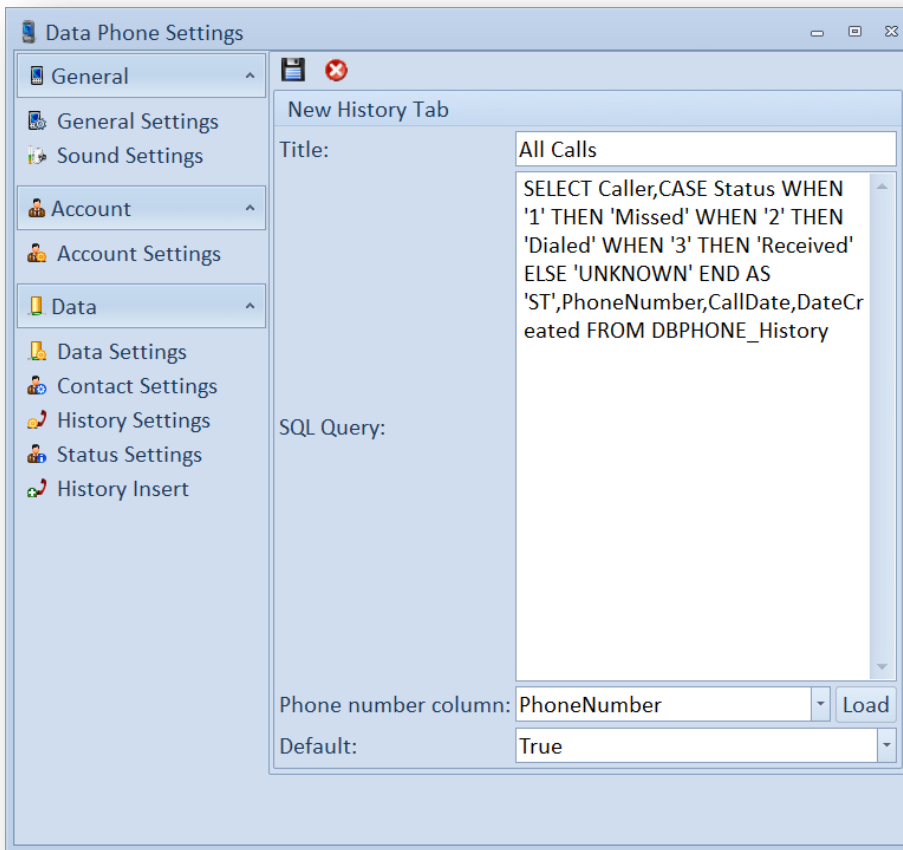 Data Phone Settings
General
General Settings
Sound Settings
Account
Account Settings
Data
Data Settings
Contact Settings
History Settings
Status Settings
History Insert
New History Tab
Title: All Calls
SQL Query:
SELECT Caller,CASE Status WHEN
'1' THEN 'Missed' WHEN '2' THEN
'Dialed' WHEN '3' THEN 'Received'
ELSE 'UNKNOWN' END AS
'ST',PhoneNumber,CallDate,DateCr
eated FROM DBPHONE_History
Phone number column: PhoneNumber Load
Default: True